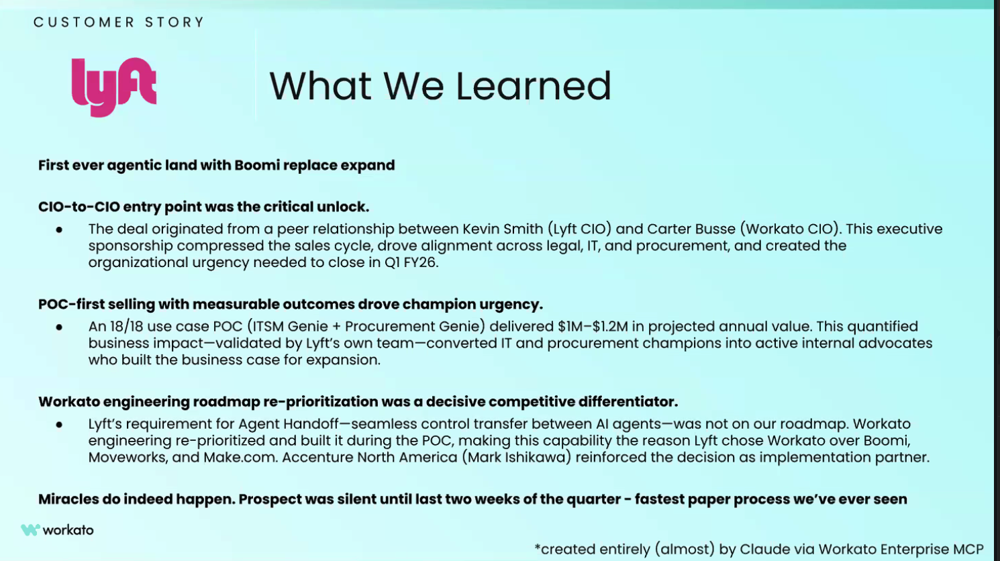 CUSTOMER STORY
lyft
What We Learned
First ever agentic land with Boomi replace expand
CIO-to-CIO entry point was the critical unlock.
● The deal originated from a peer relationship between Kevin Smith (Lyft CIO) and Carter Busse (Workato CIO). This executive
sponsorship compressed the sales cycle, drove alignment across legal, IT, and procurement, and created the
organizational urgency needed to close in Q1 FY26.
POC-first selling with measurable outcomes drove champion urgency.
● An 18/18 use case POC (ITSM Genie + Procurement Genie) delivered $1M–$1.2M in projected annual value. This quantified
business impact—validated by Lyft’s own team—converted IT and procurement champions into active internal advocates
who built the business case for expansion.
Workato engineering roadmap re-prioritization was a decisive competitive differentiator.
● Lyft’s requirement for Agent Handoff—seamless control transfer between AI agents—was not on our roadmap. Workato
engineering re-prioritized and built it during the POC, making this capability the reason Lyft chose Workato over Boomi,
Moveworks, and Make.com. Accenture North America (Mark Ishikawa) reinforced the decision as implementation partner.
Miracles do indeed happen. Prospect was silent until last two weeks of the quarter - fastest paper process we’ve ever seen
workato
*created entirely (almost) by Claude via Workato Enterprise MCP